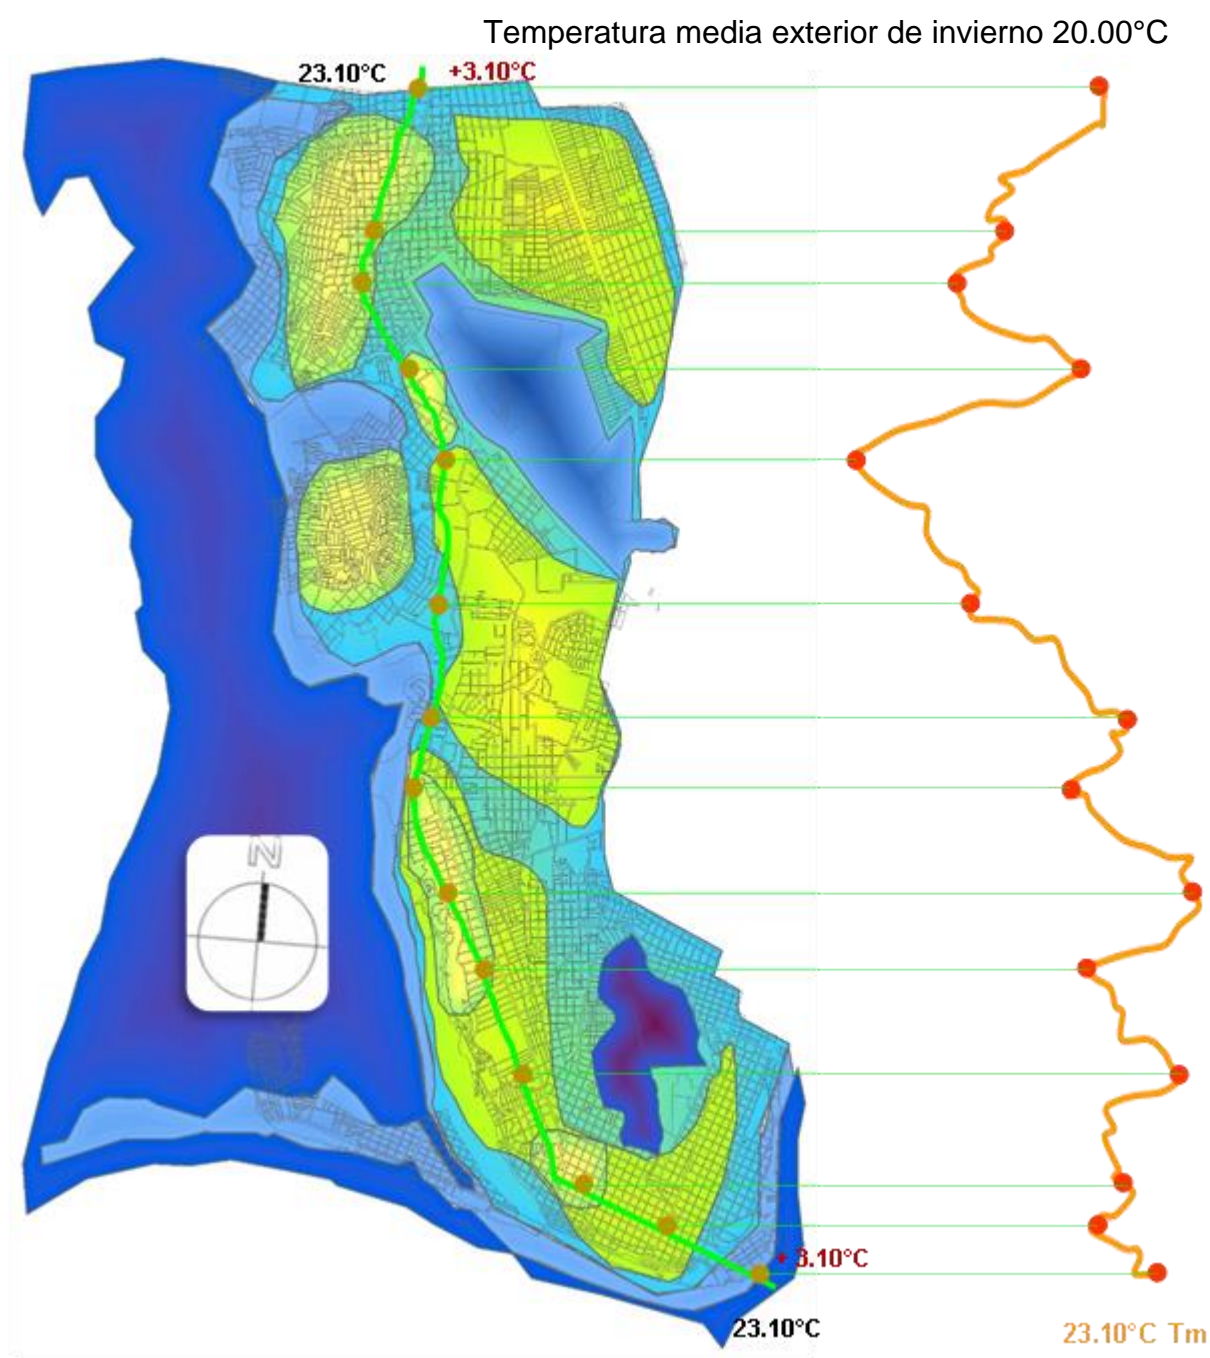 Temperatura media exterior de invierno 20.00°C
23.10°C
+3.10°C
N
+ 3.10°C
23.10°C
23.10°C Tm